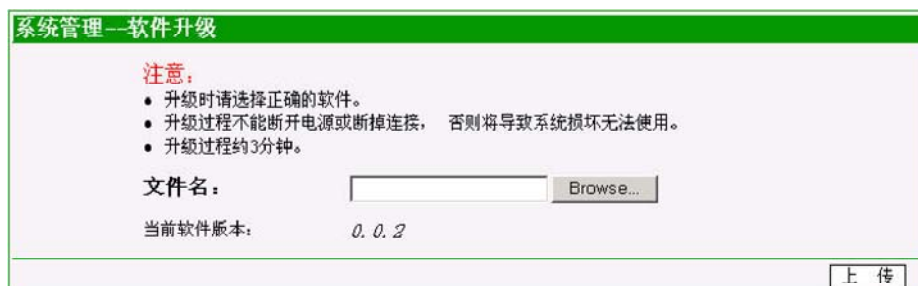 系统管理--软件升级
注意:
● 升级时请选择正确的软件。
● 升级过程不能断开电源或断掉连接, 否则将导致系统损坏无法使用。
● 升级过程约3分钟。
文件名: Browse...
当前软件版本: 0.0.2
上 传